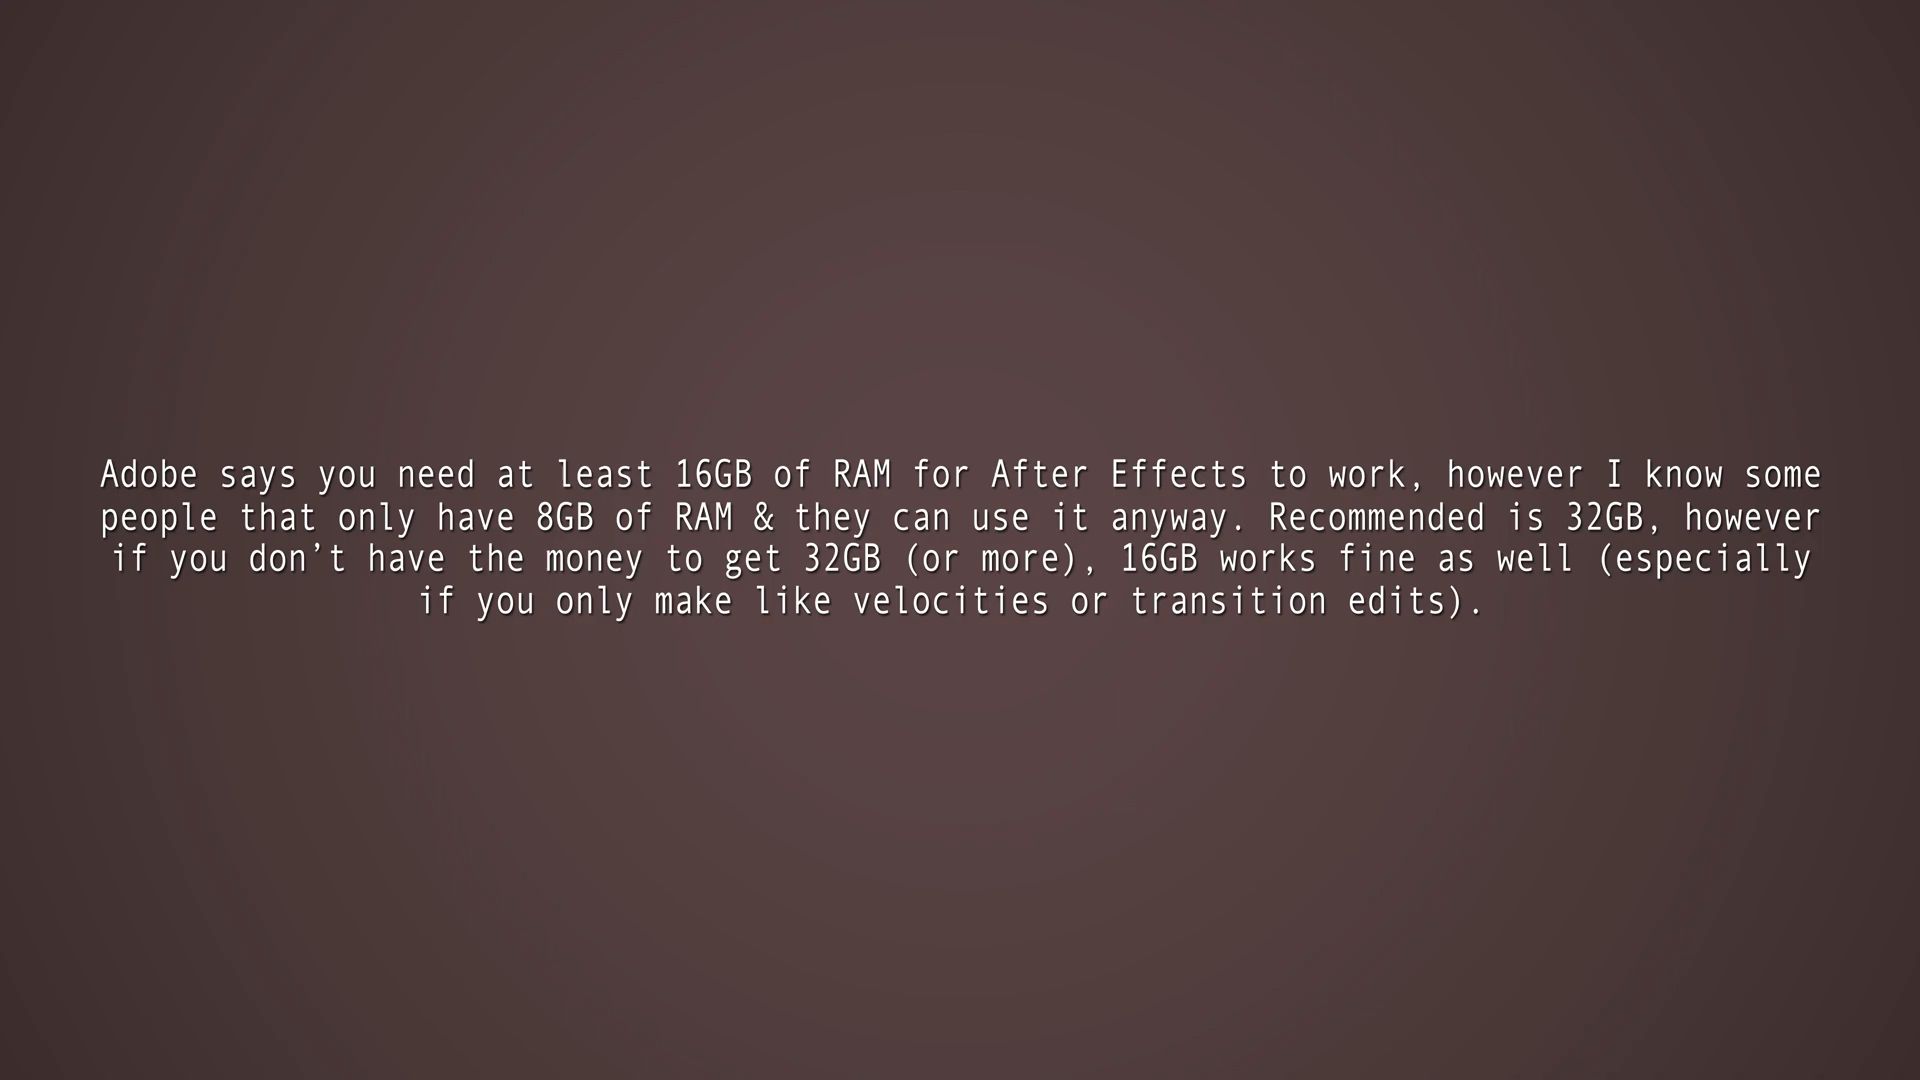 Adobe says you need at least 16GB of RAM for After Effects to work, however I know some
people that only have 8GB of RAM & they can use it anyway. Recommended is 32GB, however
if you don’t have the money to get 32GB (or more), 16GB works fine as well (especially
if you only make like velocities or transition edits).